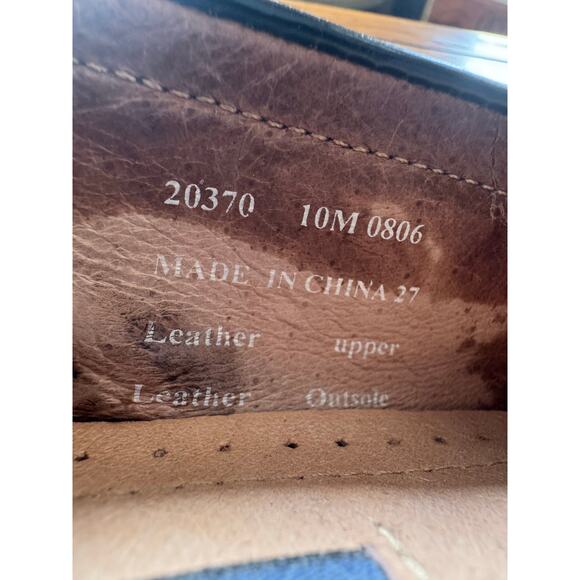 20370 10M 0806
MADE IN CHINA 27
Leather upper
Leather Outsole